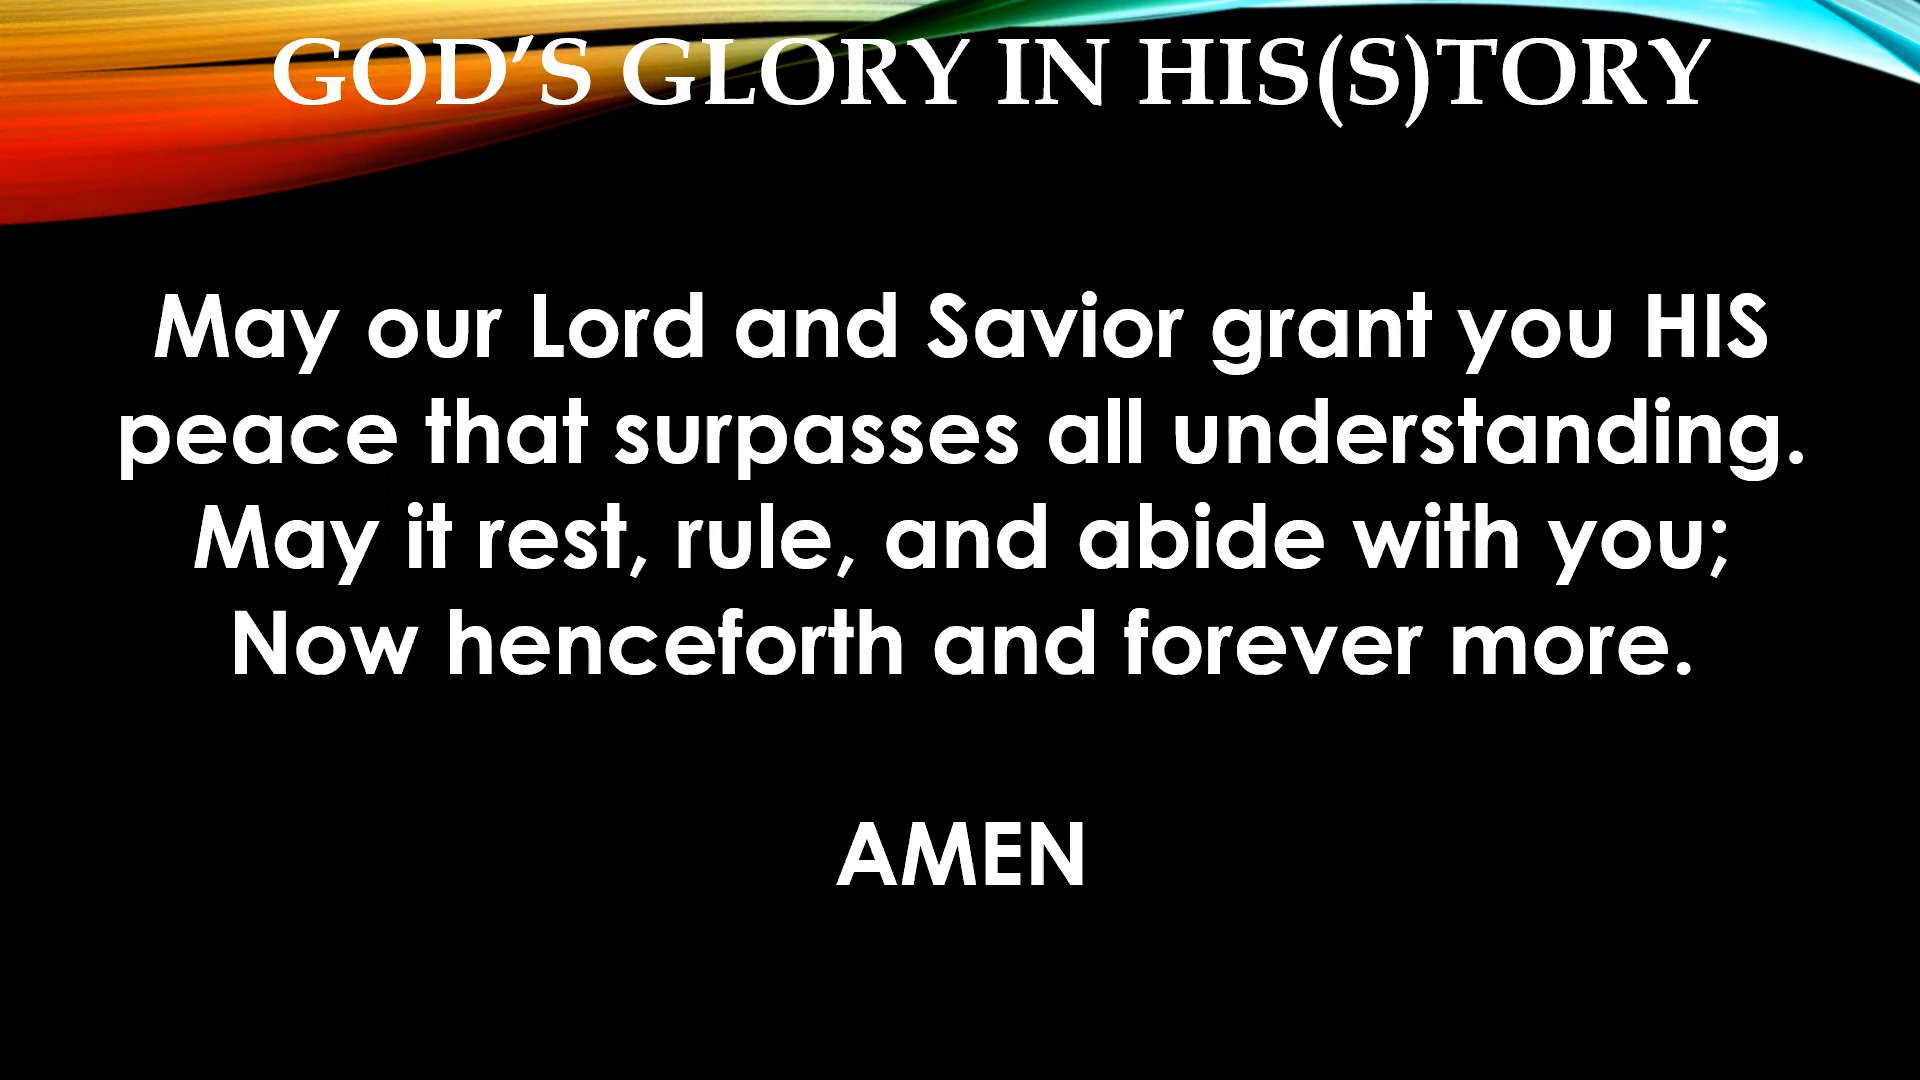 GOD’S GLORY IN HIS(S)TORY
May our Lord and Savior grant you HIS
peace that surpasses all understanding.
May it rest, rule, and abide with you;
Now henceforth and forever more.
AMEN